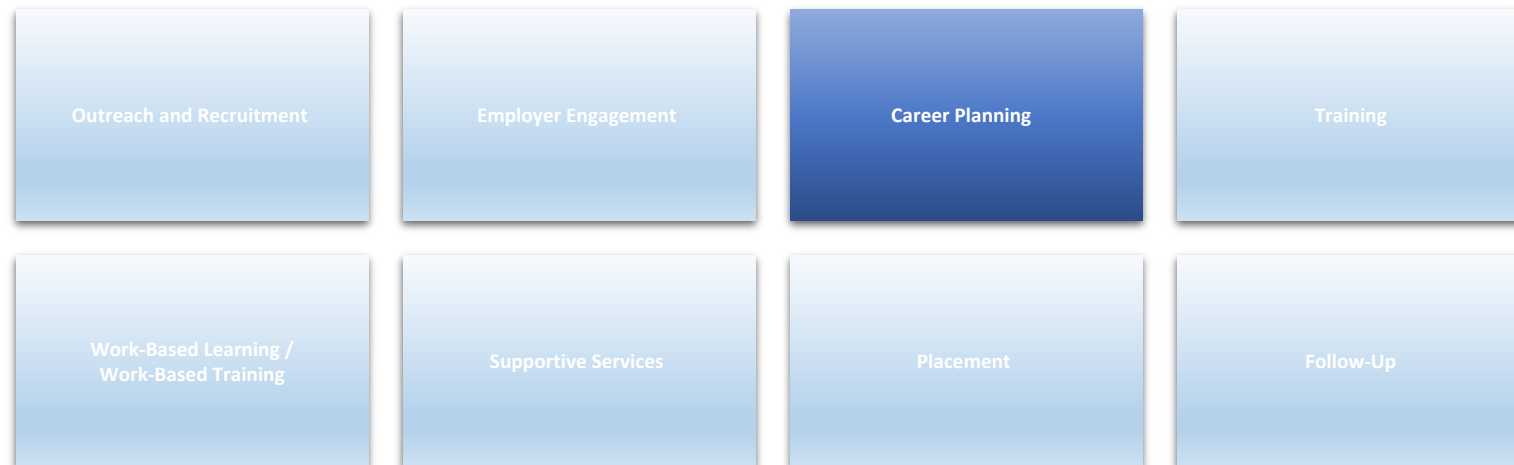 Outreach and Recruitment
Employer Engagement
Career Planning
Training
Work-Based Learning /
Work-Based Training
Supportive Services
Placement
Follow-Up